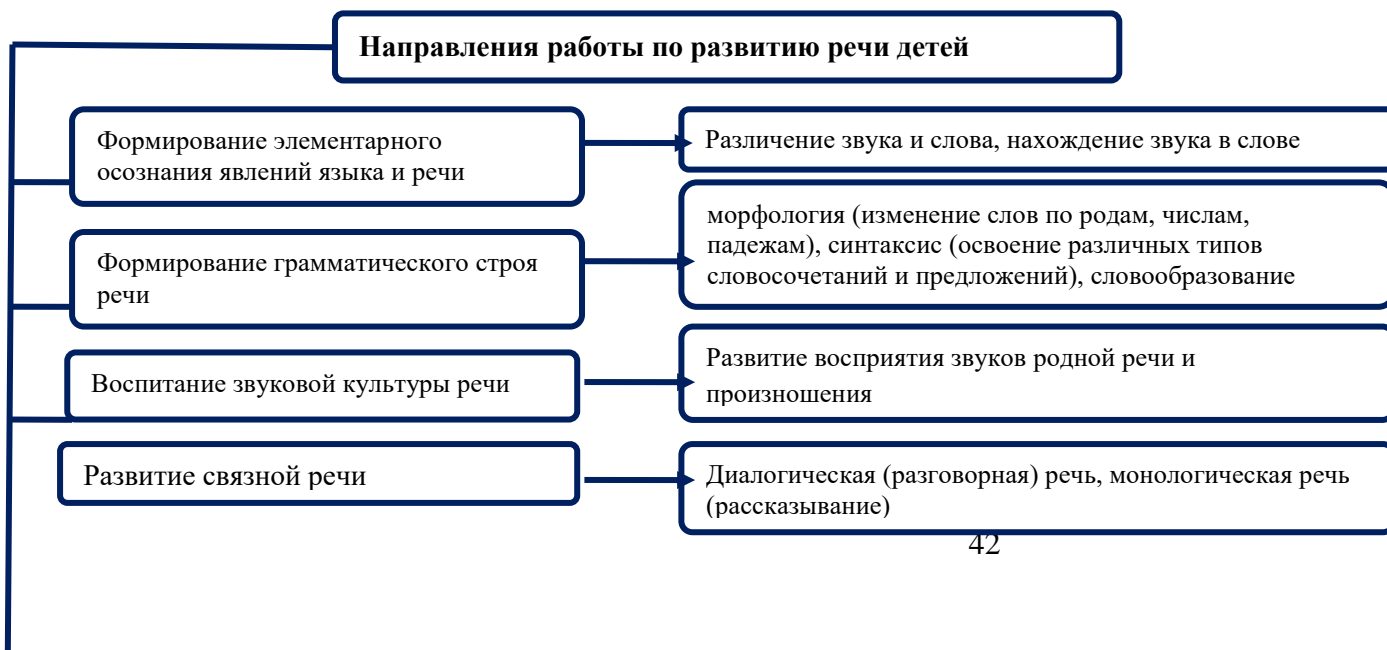 Направления работы по развитию речи детей
Формирование элементарного
осознания явлений языка и речи
Различение звука и слова, нахождение звука в слове
Формирование грамматического строя
речи
морфология (изменение слов по родам, числам,
падежам), синтаксис (освоение различных типов
словосочетаний и предложений), словообразование
Воспитание звуковой культуры речи
Развитие восприятия звуков родной речи и
произношения
Развитие связной речи
Диалогическая (разговорная) речь, монологическая речь
(рассказывание)
42